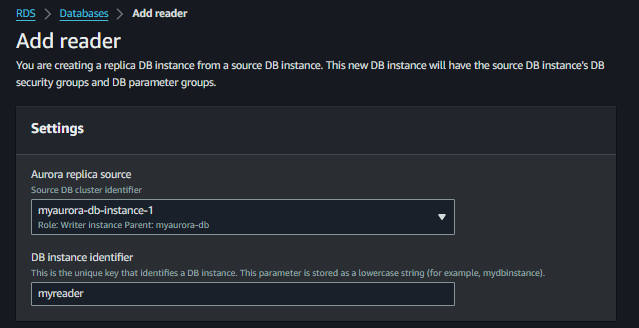 RDS > Databases > Add reader
Add reader
You are creating a replica DB instance from a source DB instance. This new DB instance will have the source DB instance's DB
security groups and DB parameter groups.
Settings
Aurora replica source
Source DB cluster identifier
myaurora-db-instance-1
Role: Writer instance Parent: myaurora-db
DB instance identifier
This is the unique key that identifies a DB instance. This parameter is stored as a lowercase string (for example, mydbinstance).
myreader